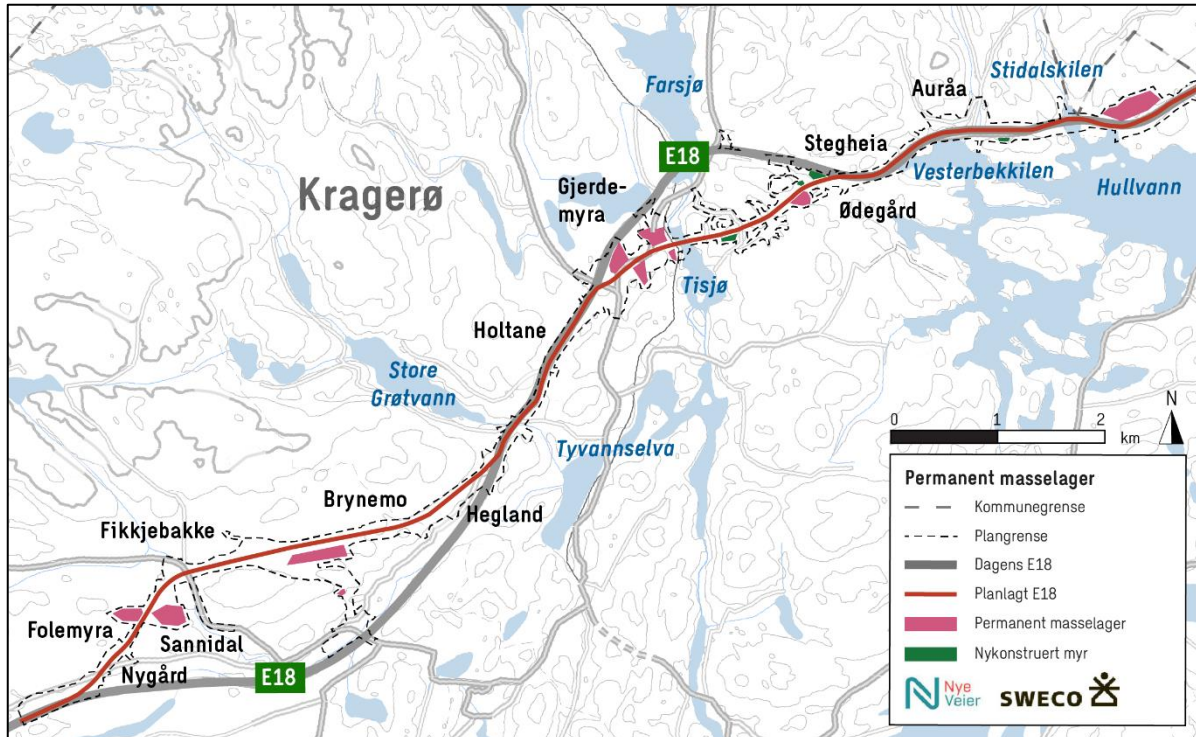 Stidalskilen
Farsjø
Auråa
Stegheia
E18
Vesterbekkilen
Gjerde-
myra
Hullvann
Kragerø
Ødegård
Tisjø
Holtane
Store
Grøtvann
Tyvannselva
Brynemo
Hegland
Fikkjebakke
Folemyra
Sannidal
Nygård
E18
N
0 1 2
km
Permanent masselager
Kommunegrense
Plangrense
Dagens E18
Planlagt E18
Permanent masselager
Nykonstruert myr
Nye
Veier
SWECO